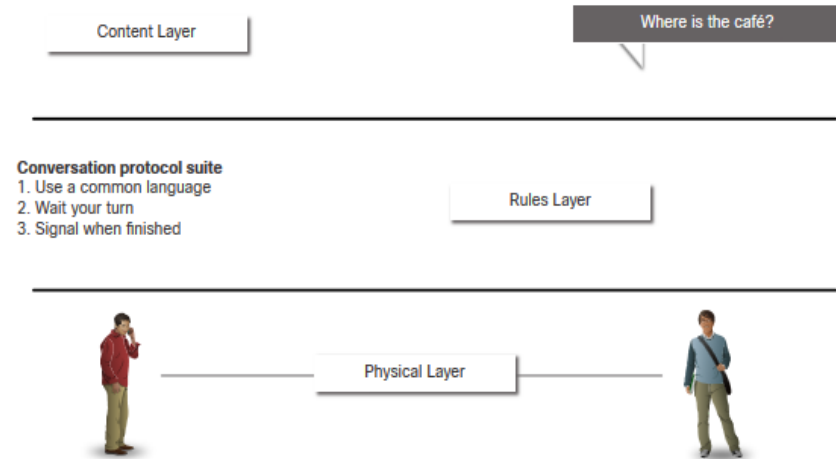 Content Layer
Where is the café?
Conversation protocol suite
1. Use a common language
2. Wait your turn
3. Signal when finished
Rules Layer
Physical Layer